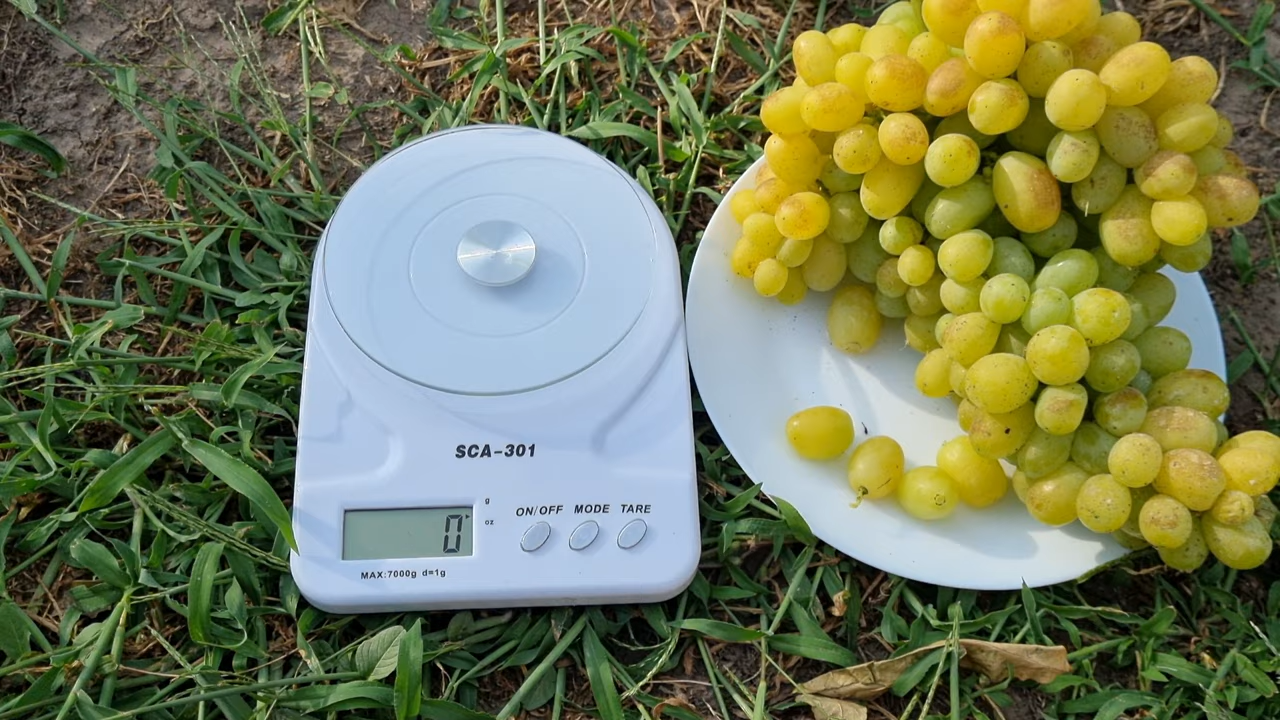 SCA-301
g
oz
ON/OFF MODE TARE
0
MAX:7000g d=1g